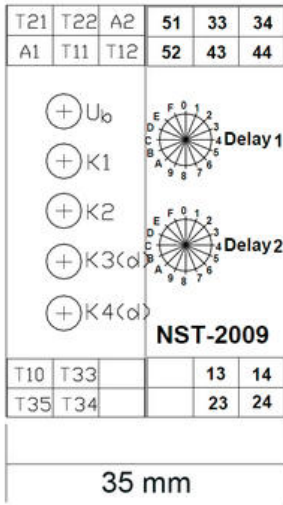 T21 T22 A2 51 33 34
A1 T11 T12 52 43 44
Ub
K1
K2
K3(d)
K4(d)
0 1 2 3 4 5 6 7 8 9 A B C D E F
Delay 1
0 1 2 3 4 5 6 7 8 9 A B C D E F
Delay 2
NST-2009
T10 T33 13 14
T35 T34 23 24
35 mm